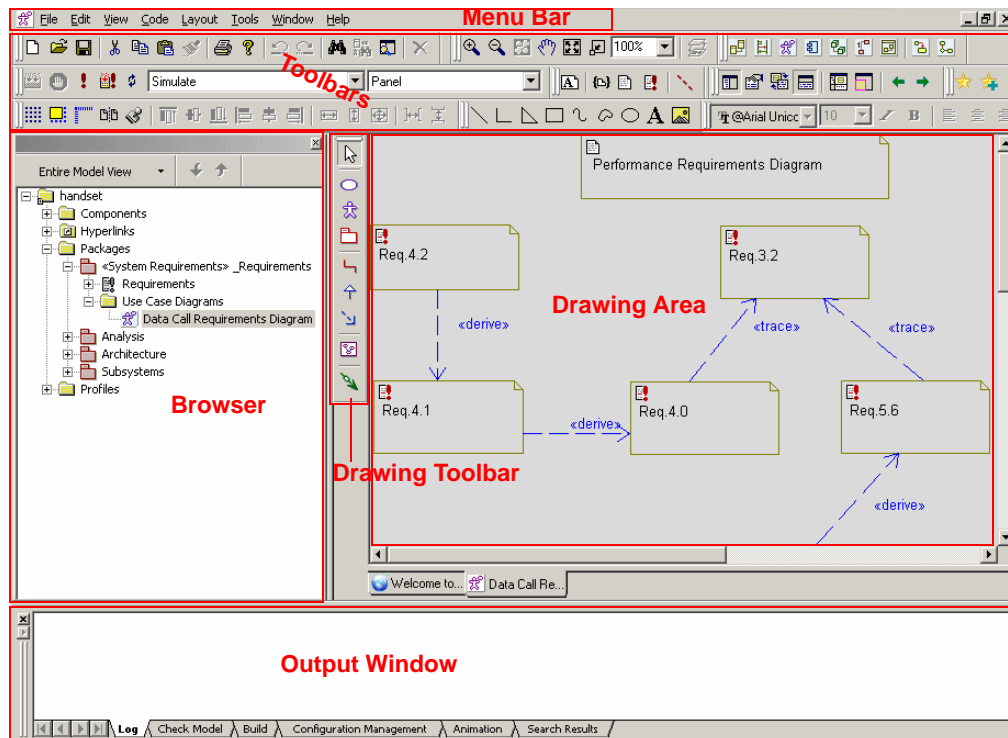 File Edit View Code Layout Tools Window Help
Menu Bar
100%
Toolbars
Simulate
Panel
A
A
@Arial Unicc
10
I
B
Entire Model View
handset
Components
Hyperlinks
Packages
«System Requirements» _Requirements
Requirements
Use Case Diagrams
Data Call Requirements Diagram
Analysis
Architecture
Subsystems
Profiles
Browser
Drawing Toolbar
Performance Requirements Diagram
Req.4.2
Req.3.2
Drawing Area
«derive»
«trace»
«trace»
Req.4.1
«derive»
Req.4.0
Req.5.6
«derive»
Welcome to...
Data Call Re...
Output Window
Log
Check Model
Build
Configuration Management
Animation
Search Results